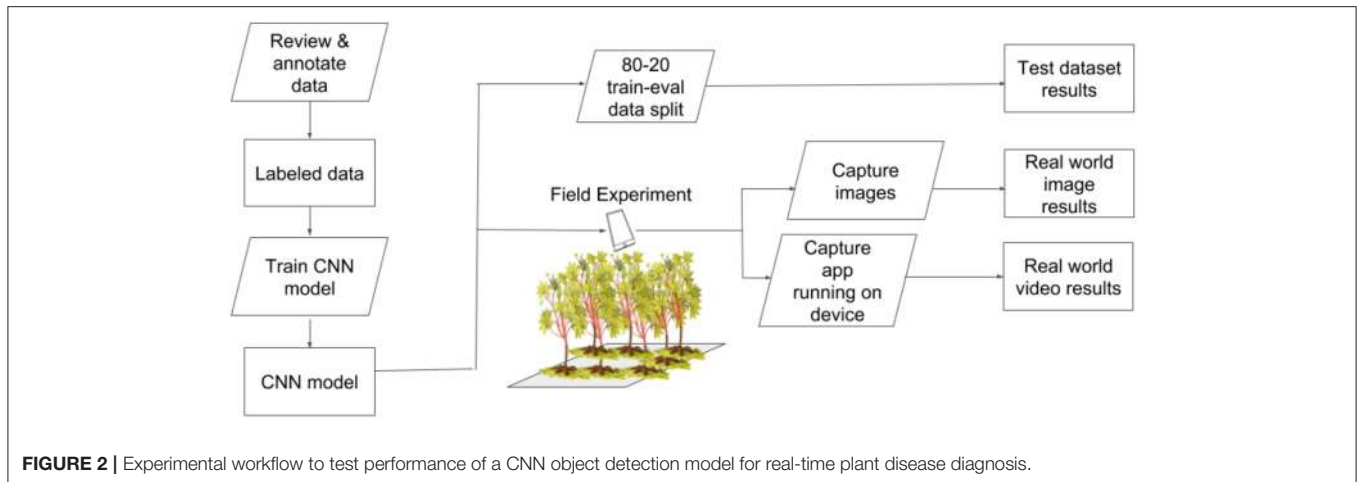 Review &
annotate
data
Labeled data
Train CNN
model
CNN model
80-20
train-eval
data split
Test dataset
results
Field Experiment
Capture
images
Real world
image
results
Capture
app
running on
device
Real world
video results
FIGURE 2 | Experimental workflow to test performance of a CNN object detection model for real-time plant disease diagnosis.